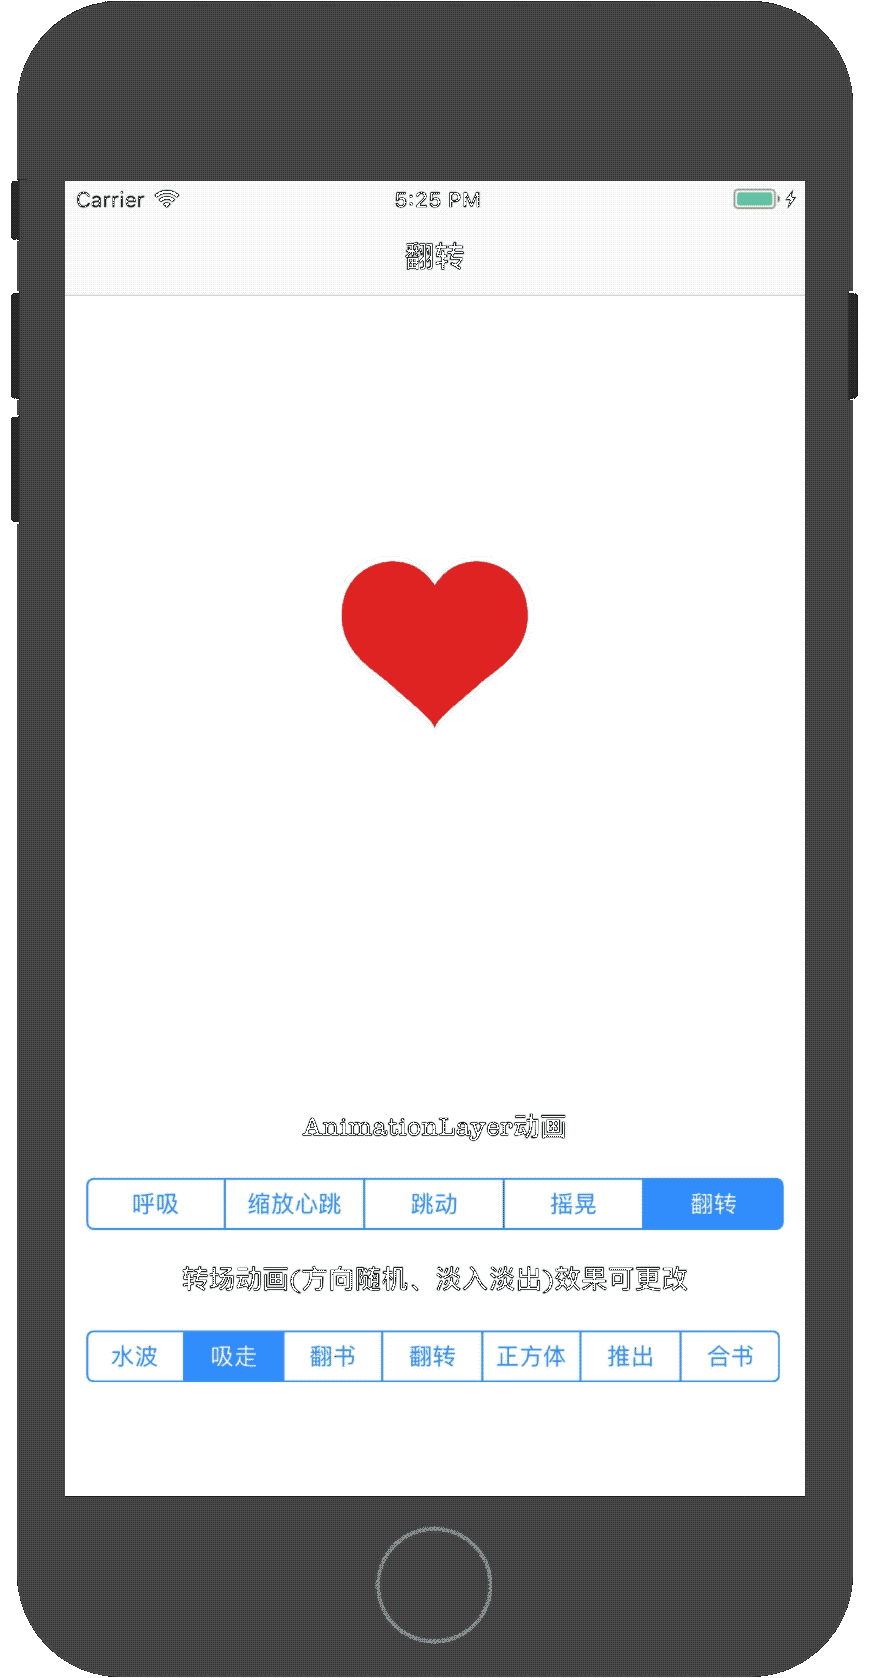 Carrier 5:25 PM
翻转
AnimationLayer动画
呼吸 缩放心跳 跳动 摇晃 翻转
转场动画(方向随机、淡入淡出)效果可更改
水波 吸走 翻书 翻转 正方体 推出 合书